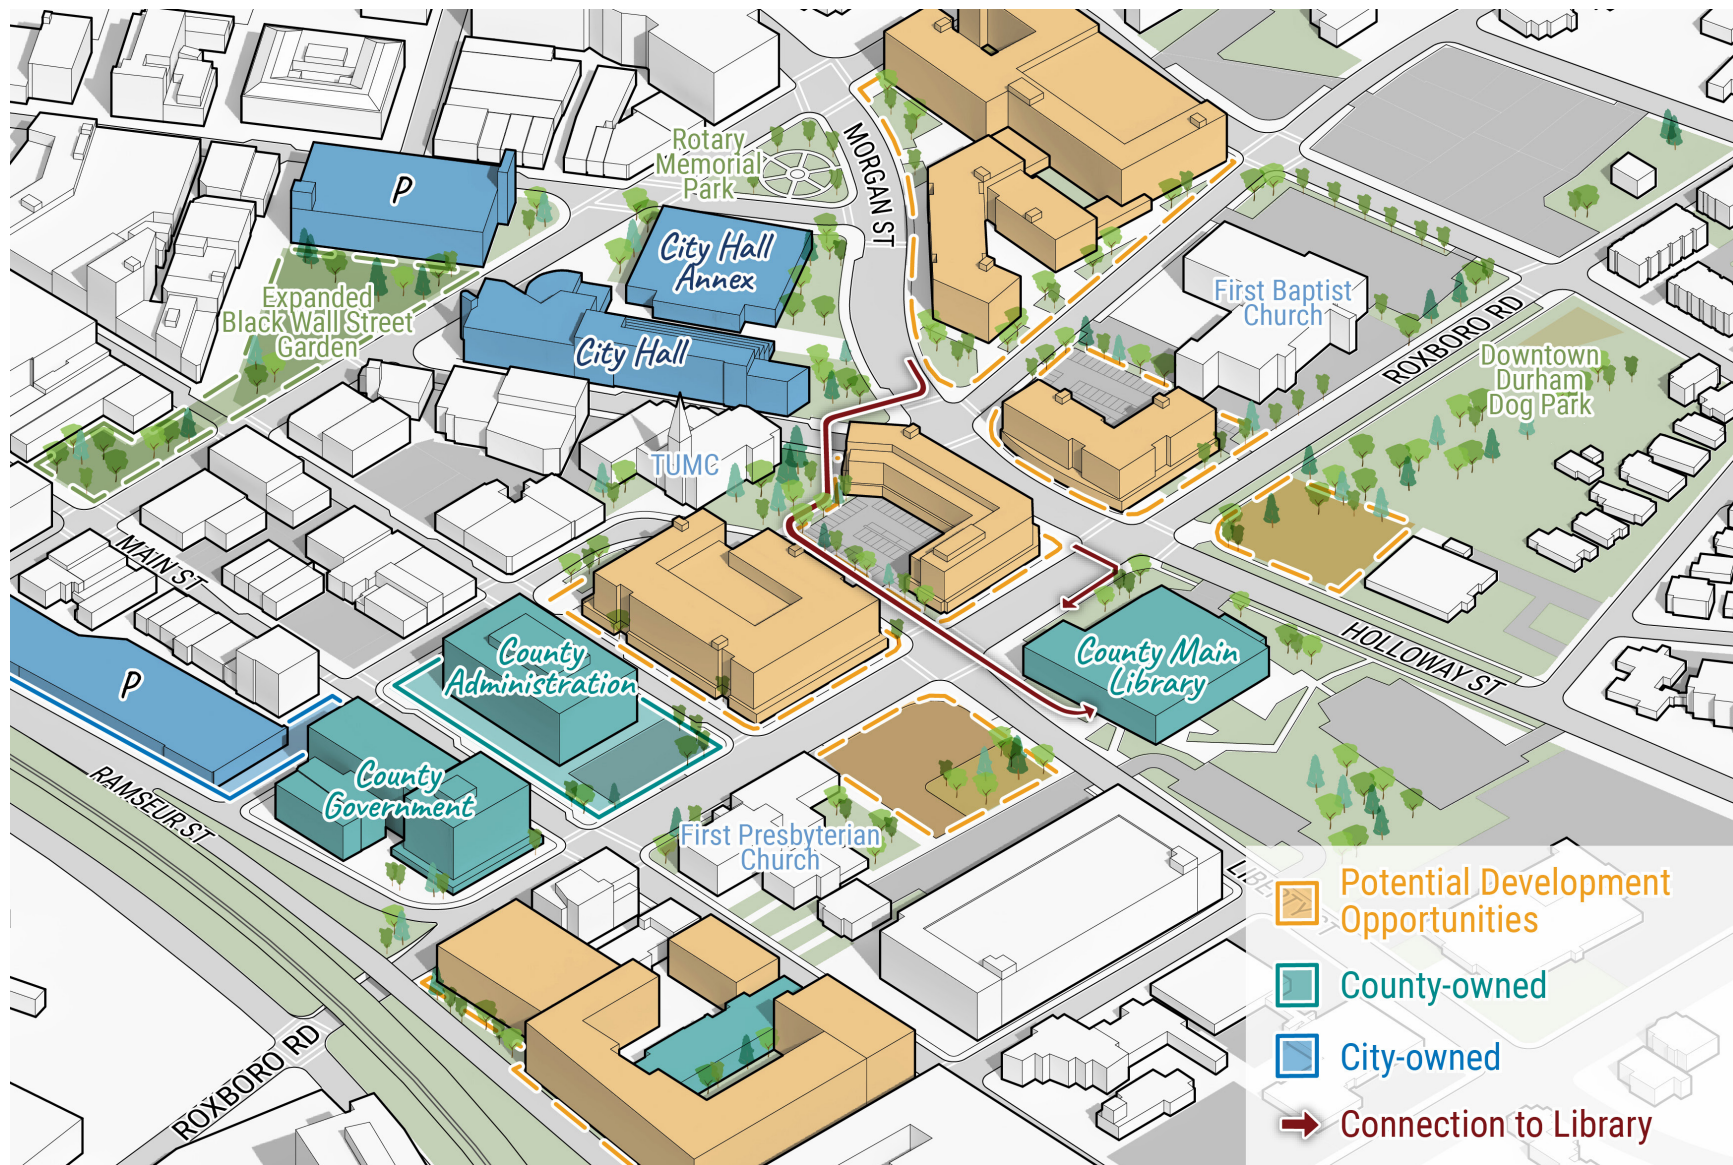 MORGAN ST
Rotary
Memorial
Park
P
City Hall
Annex
Expanded
Black Wall Street
Garden
City Hall
First Baptist
Church
ROXBORO RD
Downtown
Durham
Dog Park
TUMC
MAIN ST
HOLLOWAY ST
County
Administration
County Main
Library
P
RAMSEUR ST
County
Government
First Presbyterian
Church
LIBERTY ST
ROXBORO RD
Potential Development
Opportunities
County-owned
City-owned
Connection to Library